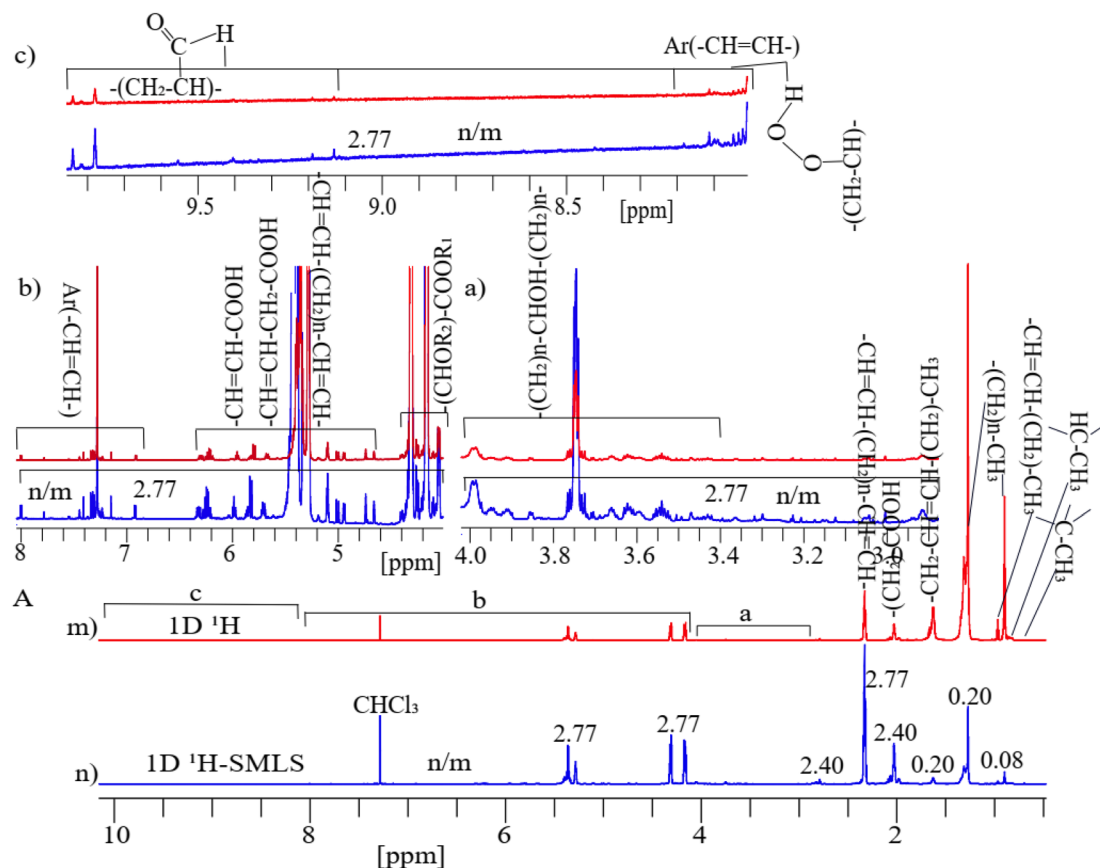 c)
O
C
H
-(CH₂-CH)-
Ar(-CH=CH-)
H
O
O
-(CH₂-CH)-
2.77
n/m
9.5
9.0
8.5
[ppm]
b)
Ar(-CH=CH-)
-CH=CH-COOH
-CH=CH-CH₂-COOH
-CH=CH-(CH₂)n-CH=CH-
-(CHOR₂)-COOR₁
n/m
2.77
8
7
6
5
[ppm]
a)
-(CH₂)n-CHOH-(CH₂)n-
2.77
n/m
4.0
3.8
3.6
3.4
3.2
3.0
-CH=CH-(CH₂)n-CH=CH-
-(CH₂)-COOH
-CH₂-CH=CH-(CH₂)-CH₃
-(CH₂)n-CH₃
-CH=CH-(CH₂)-CH₃
HC-CH₃
-C-CH₃
A
m)
c
1D ¹H
b
a
n)
1D ¹H-SMLS
CHCl₃
n/m
2.77
2.77
2.40
2.77
2.40
0.20
0.20
0.08
10
8
6
4
2
[ppm]